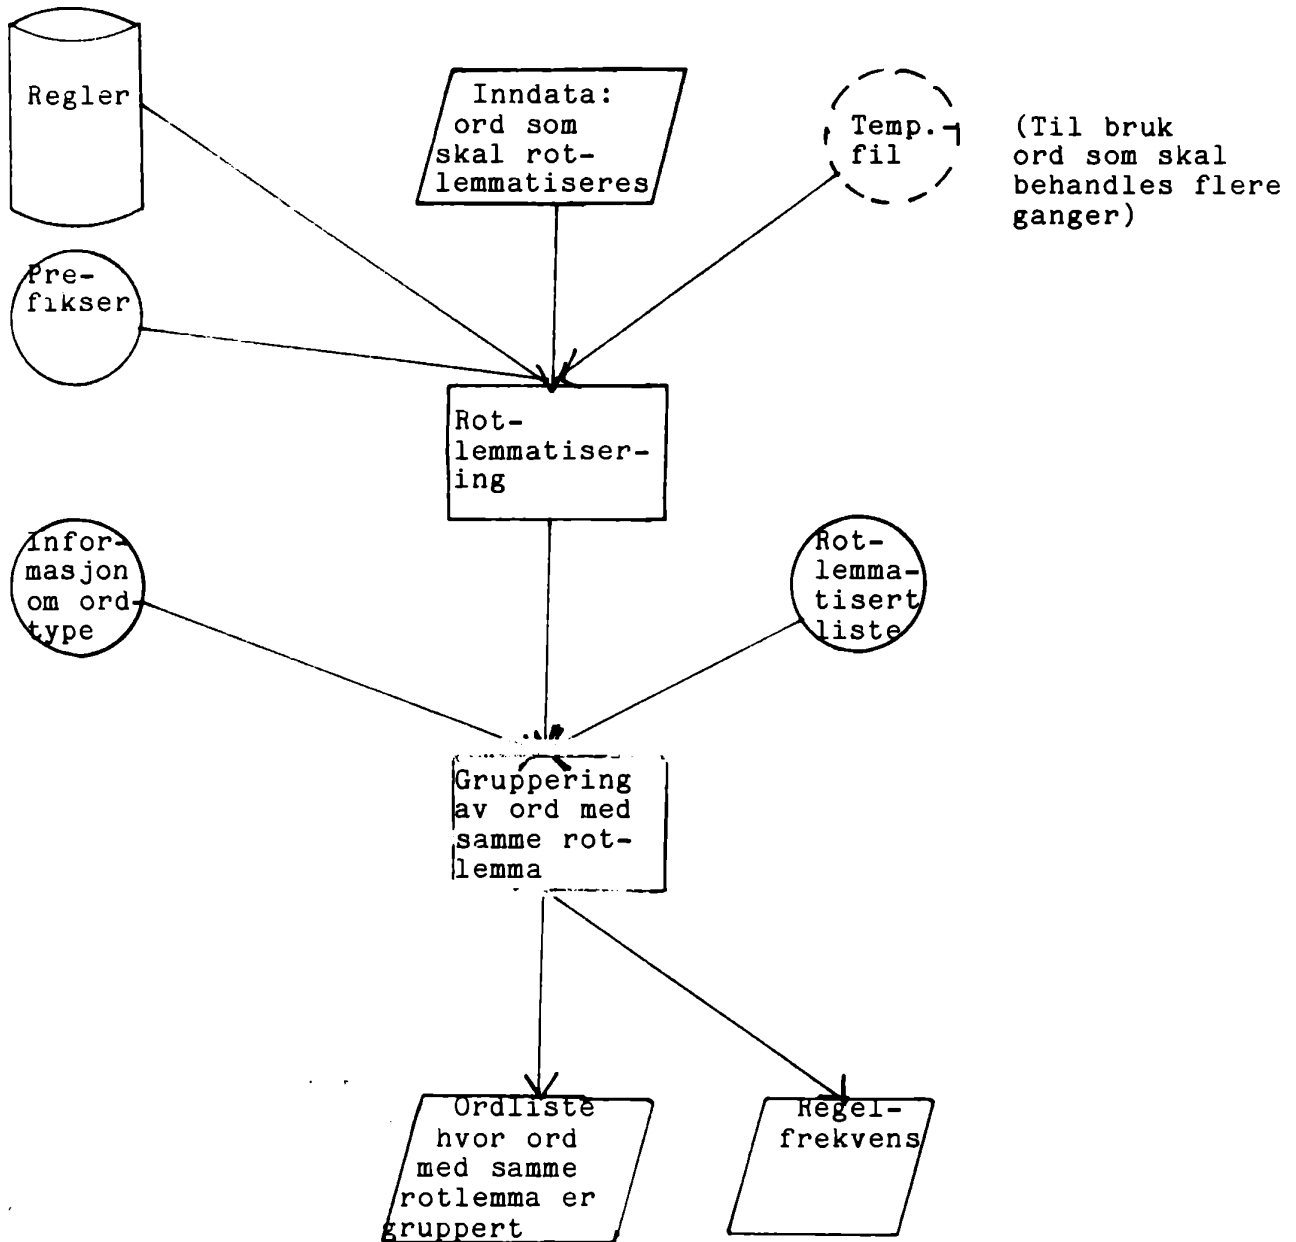 Regler
Inndata:
ord som
skal rot-
lemmatiseres
Temp.-
fil
(Til bruk
ord som skal
behandles flere
ganger)
Pre-
fikser
Rot-
lemmatiser-
ing
Infor-
masjon
om ord-
type
Rot-
lemma-
tisert
liste
Gruppering
av ord med
samme rot-
lemma
Ordliste
hvor ord
med samme
rotlemma er
gruppert
Regel-
frekvens